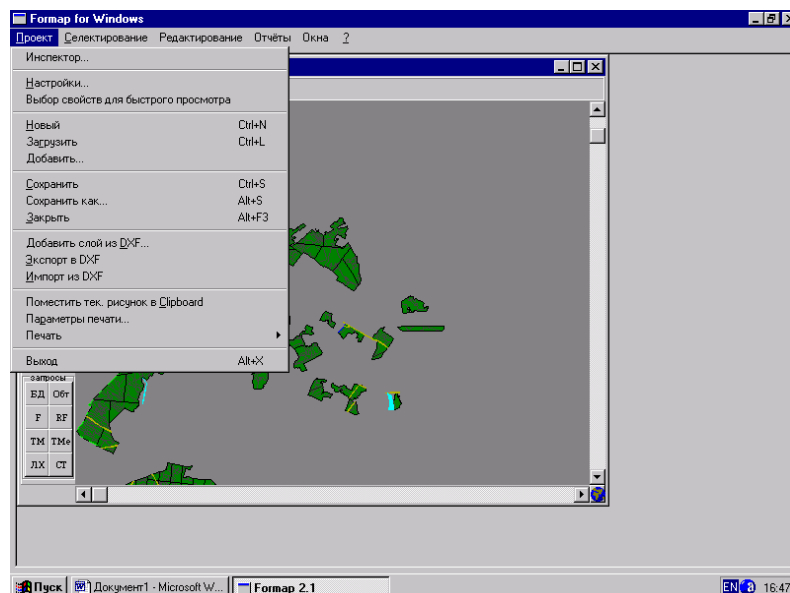 Formap for Windows
Проект Селектирование Редактирование Отчёты Окна ?
Инспектор...
Настройки...
Выбор свойств для быстрого просмотра
Новый Ctrl+N
Загрузить Ctrl+L
Добавить...
Сохранить Ctrl+S
Сохранить как... Alt+S
Закрыть Alt+F3
Добавить слой из DXF...
Экспорт в DXF
Импорт из DXF
Поместить тек. рисунок в Clipboard
Параметры печати...
Печать
Выход Alt+X
запросы
БД Обт
F RF
ТМ ТМе
ЛХ СТ
Пуск Документ1 - Microsoft W... Formap 2.1 EN 16:47